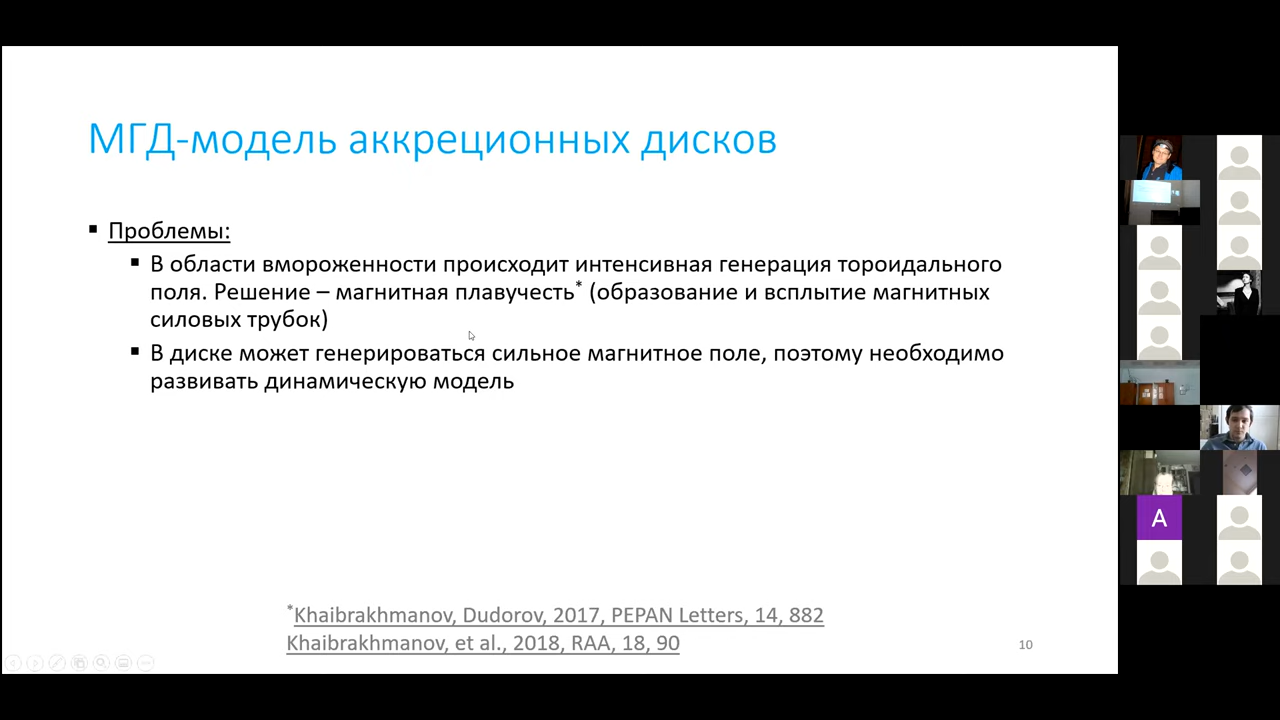 МГД-модель аккреционных дисков
▪ Проблемы:
▪ В области вмороженности происходит интенсивная генерация тороидального
поля. Решение – магнитная плавучесть* (образование и всплытие магнитных
силовых трубок)
▪ В диске может генерироваться сильное магнитное поле, поэтому необходимо
развивать динамическую модель
*Khaibrakhmanov, Dudorov, 2017, PEPAN Letters, 14, 882
Khaibrakhmanov, et al., 2018, RAA, 18, 90
10
A